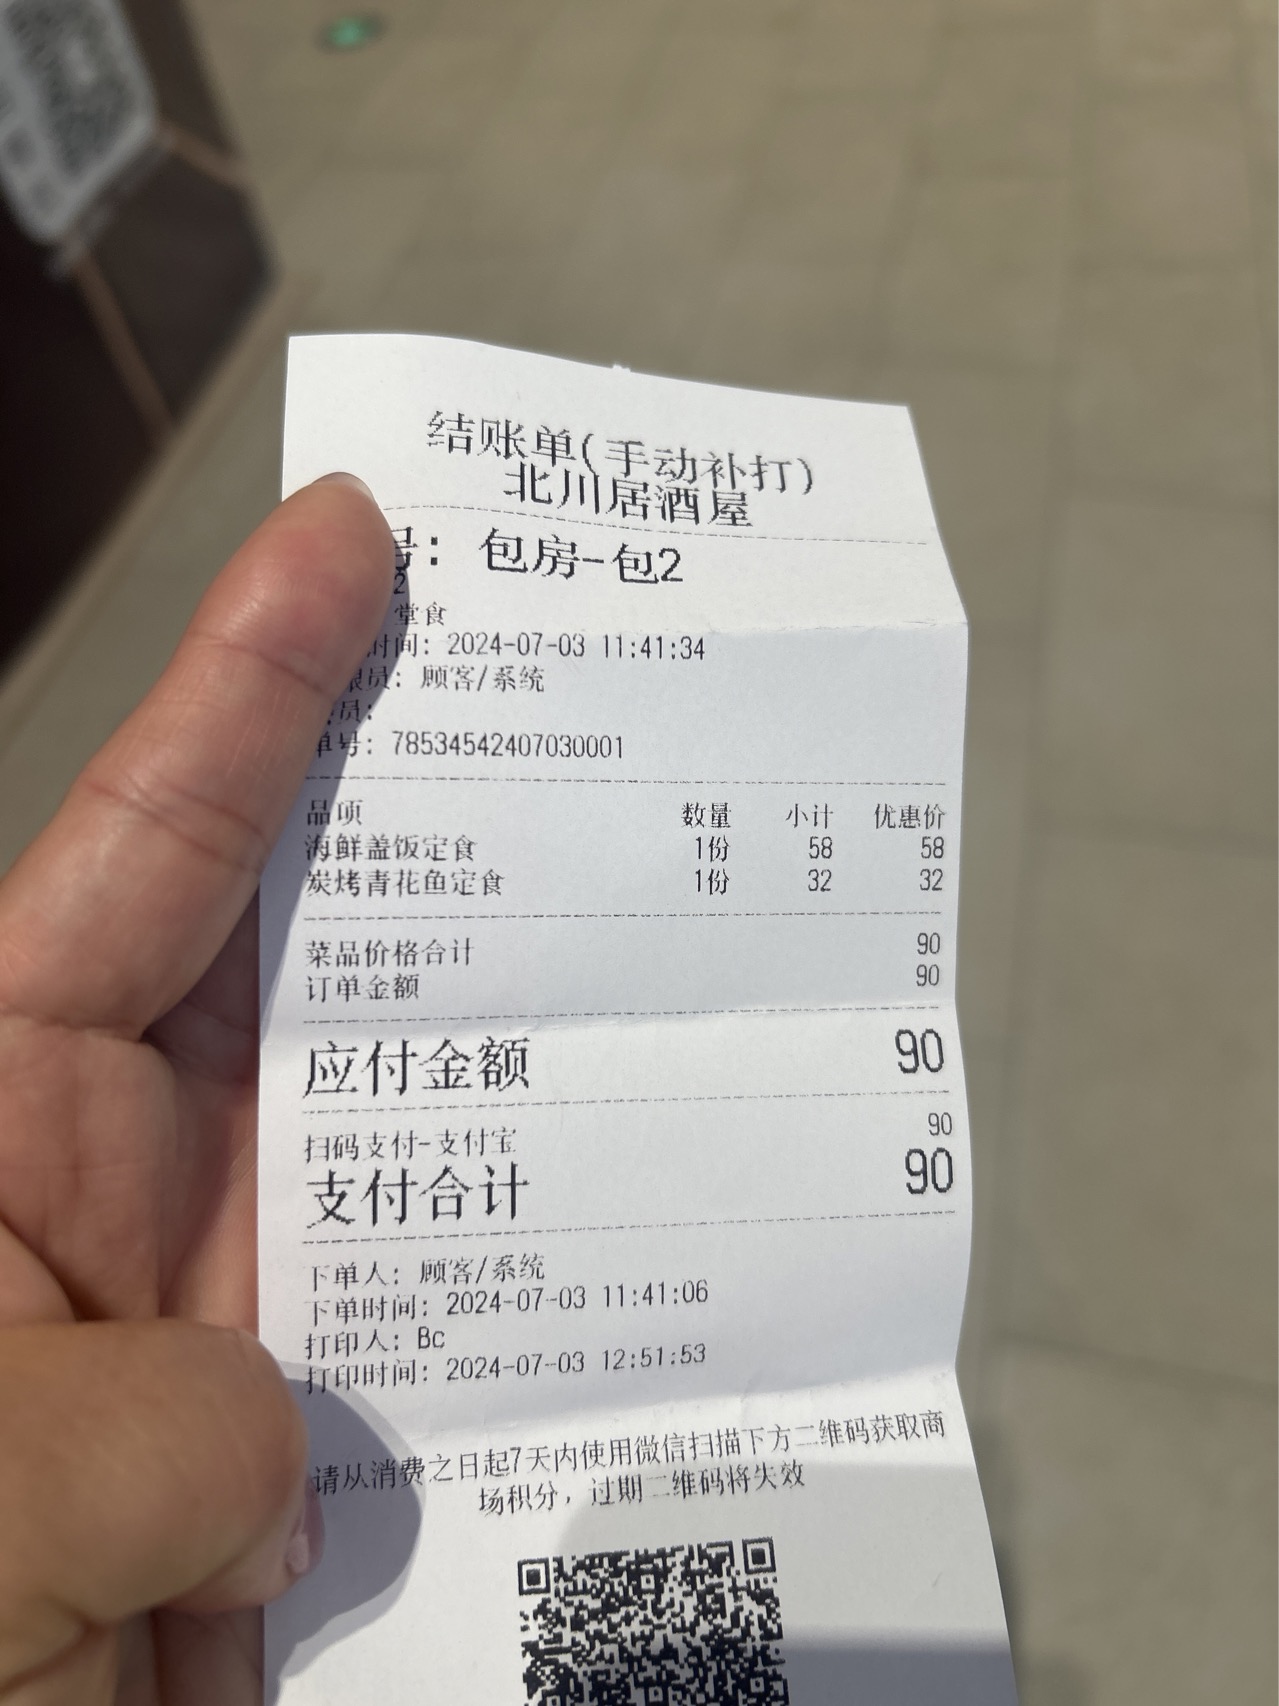 结账单(手动补打)
北川居酒屋
号: 包房-包2
2
堂食
时间: 2024-07-03 11:41:34
员: 顾客/系统
员:
单号: 78534542407030001
品项 数量 小计 优惠价
海鲜盖饭定食 1份 58 58
炭烤青花鱼定食 1份 32 32
菜品价格合计 90
订单金额 90
应付金额 90
扫码支付-支付宝 90
支付合计 90
下单人: 顾客/系统
下单时间: 2024-07-03 11:41:06
打印人: Bc
打印时间: 2024-07-03 12:51:53
请从消费之日起7天内使用微信扫描下方二维码获取商
场积分，过期二维码将失效